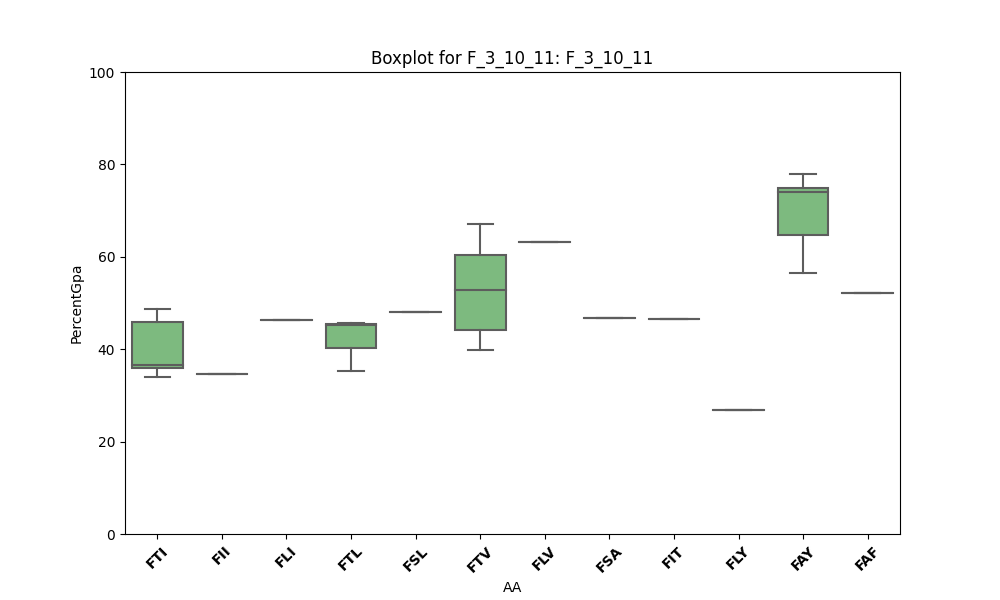 Boxplot for F_3_10_11: F_3_10_11
100
80
60
40
20
0
PercentGpa
FTI FII FLI FTL FSL FTV FLV FSA FIT FLY FAY FAF
AA